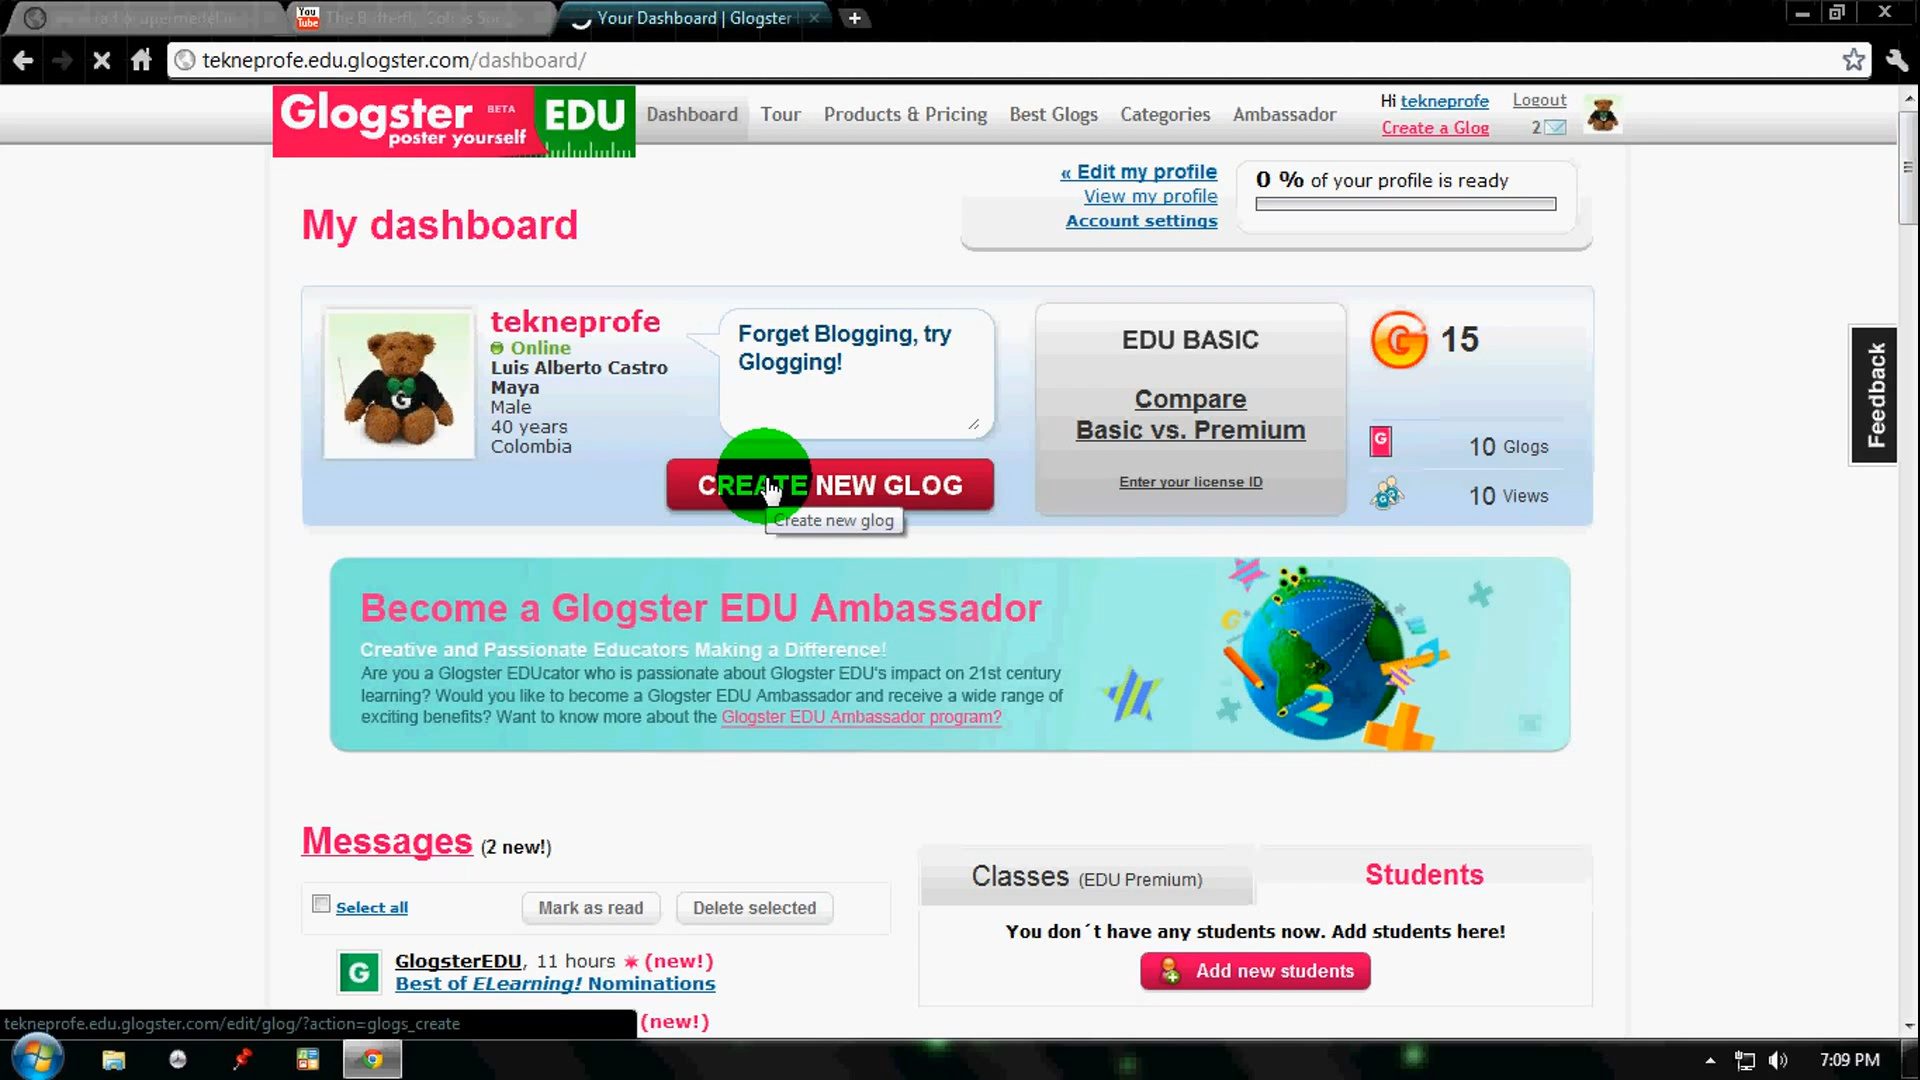 You Tube
The Butterfly
Your Dashboard | Glogster
tekneprofe.edu.glogster.com/dashboard/
Glogster BETA EDU
poster yourself
Dashboard Tour Products & Pricing Best Glogs Categories Ambassador
Hi tekneprofe Logout
Create a Glog 2
« Edit my profile
View my profile
Account settings
0 % of your profile is ready
My dashboard
tekneprofe
Online
Luis Alberto Castro
Maya
Male
40 years
Colombia
Forget Blogging, try
Glogging!
CREATE NEW GLOG
Create new glog
EDU BASIC
Compare
Basic vs. Premium
Enter your license ID
G 15
G 10 Glogs
10 Views
Feedback
Become a Glogster EDU Ambassador
Creative and Passionate Educators Making a Difference!
Are you a Glogster EDUcator who is passionate about Glogster EDU's impact on 21st century
learning? Would you like to become a Glogster EDU Ambassador and receive a wide range of
exciting benefits? Want to know more about the Glogster EDU Ambassador program?
Messages (2 new!)
Select all Mark as read Delete selected
G GlogsterEDU, 11 hours (new!)
Best of ELearning! Nominations
(new!)
Classes (EDU Premium) Students
You don´t have any students now. Add students here!
Add new students
tekneprofe.edu.glogster.com/edit/glog/?action=glogs_create
7:09 PM